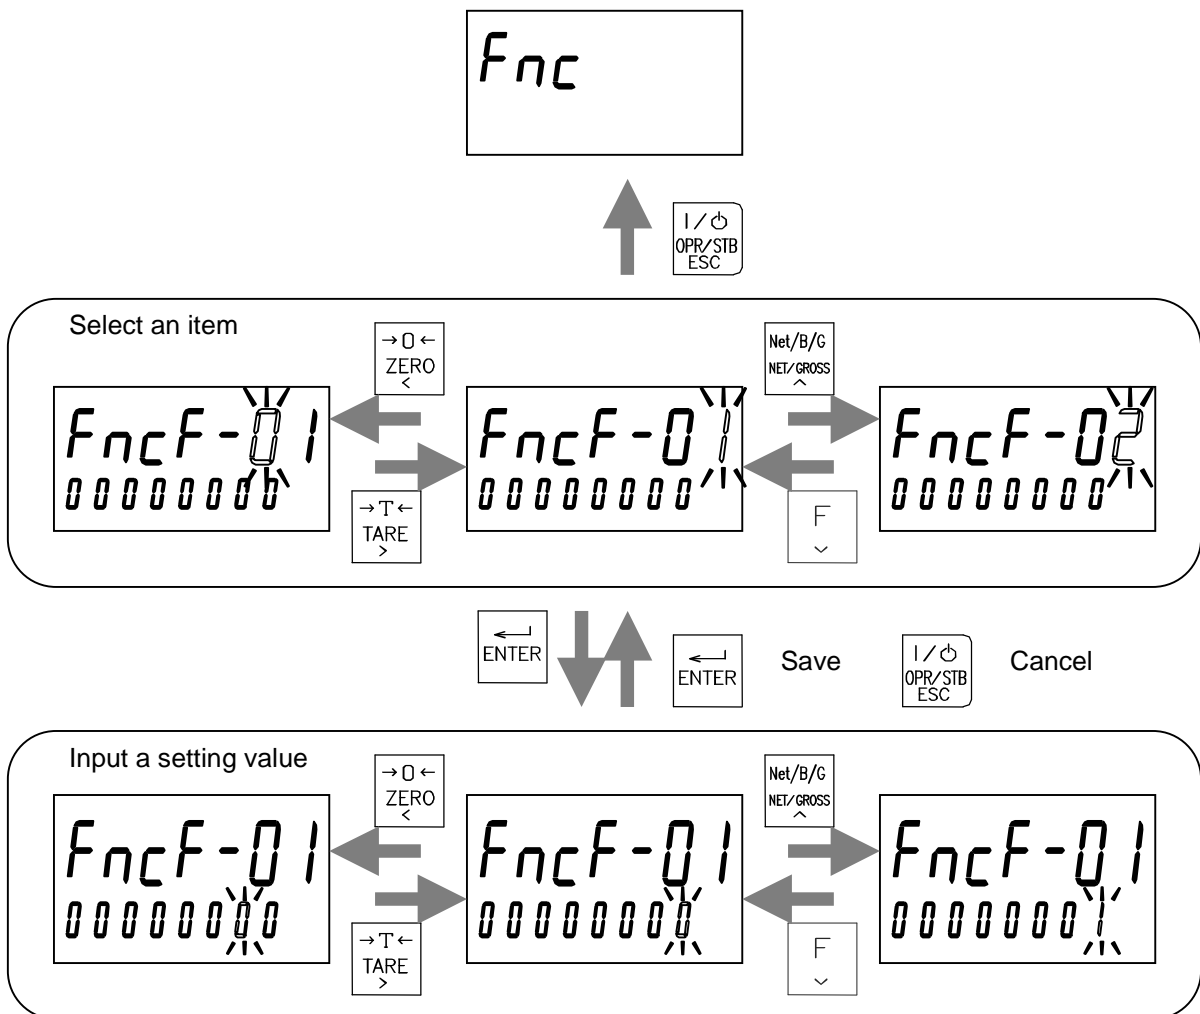 Fnc
I/⏻
OPR/STB
ESC
Select an item
→0←
ZERO
<
Net/B/G
NET/GROSS
^
FncF-01
00000000
FncF-01
00000000
FncF-02
00000000
→T←
TARE
>
F
⌄
ENTER
ENTER
Save
I/⏻
OPR/STB
ESC
Cancel
Input a setting value
→0←
ZERO
<
Net/B/G
NET/GROSS
^
FncF-01
00000000
FncF-01
00000000
FncF-01
00000001
→T←
TARE
>
F
⌄